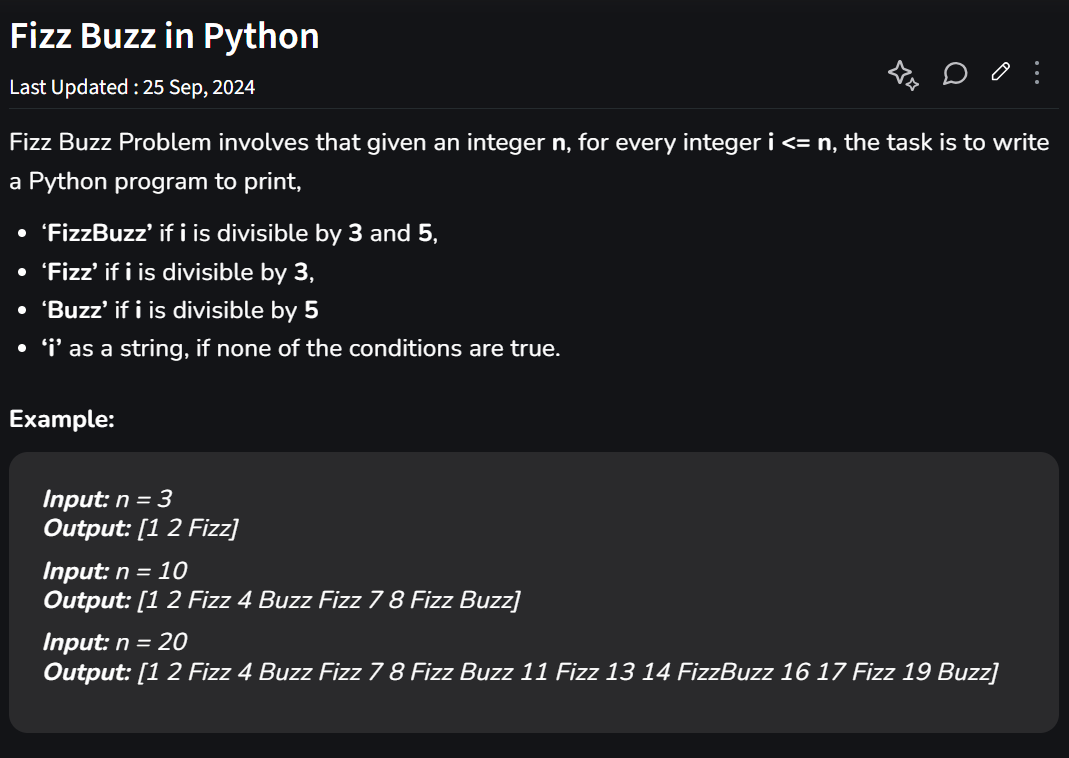 Fizz Buzz in Python
Last Updated : 25 Sep, 2024
Fizz Buzz Problem involves that given an integer n, for every integer i <= n, the task is to write
a Python program to print,
• ‘FizzBuzz’ if i is divisible by 3 and 5,
• ‘Fizz’ if i is divisible by 3,
• ‘Buzz’ if i is divisible by 5
• ‘i’ as a string, if none of the conditions are true.
Example:
Input: n = 3
Output: [1 2 Fizz]
Input: n = 10
Output: [1 2 Fizz 4 Buzz Fizz 7 8 Fizz Buzz]
Input: n = 20
Output: [1 2 Fizz 4 Buzz Fizz 7 8 Fizz Buzz 11 Fizz 13 14 FizzBuzz 16 17 Fizz 19 Buzz]